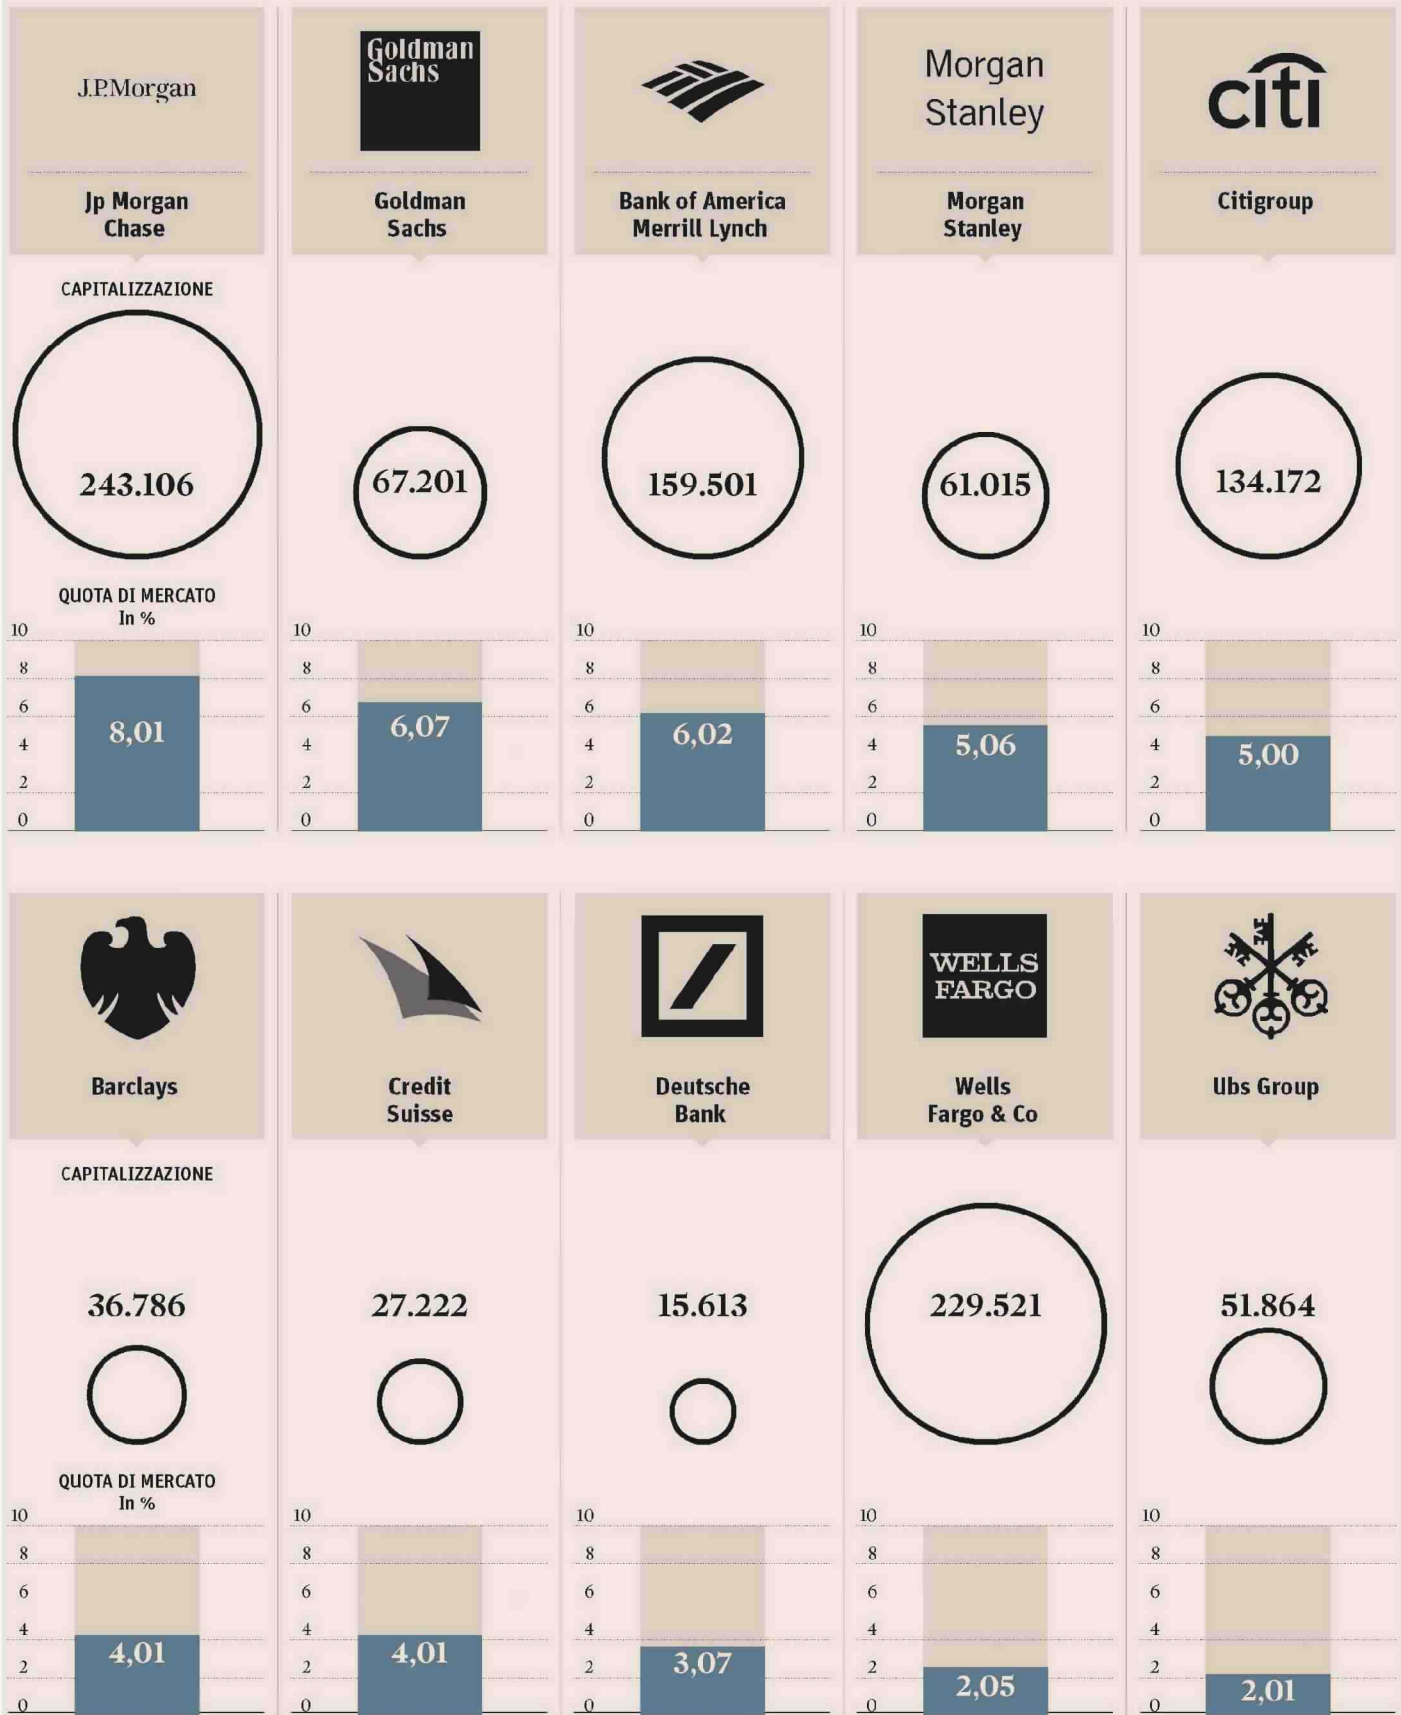 J.P.Morgan
Jp Morgan
Chase
Goldman
Sachs
Goldman
Sachs
Bank of America
Merrill Lynch
Morgan
Stanley
Morgan
Stanley
citi
Citigroup
CAPITALIZZAZIONE
243.106
67.201
159.501
61.015
134.172
QUOTA DI MERCATO
In %
10
8
6
4
2
0
8,01
10
8
6
4
2
0
6,07
10
8
6
4
2
0
6,02
10
8
6
4
2
0
5,06
10
8
6
4
2
0
5,00
Barclays
Credit
Suisse
Deutsche
Bank
WELLS
FARGO
Wells
Fargo & Co
Ubs Group
CAPITALIZZAZIONE
36.786
27.222
15.613
229.521
51.864
QUOTA DI MERCATO
In %
10
8
6
4
2
0
4,01
10
8
6
4
2
0
4,01
10
8
6
4
2
0
3,07
10
8
6
4
2
0
2,05
10
8
6
4
2
0
2,01